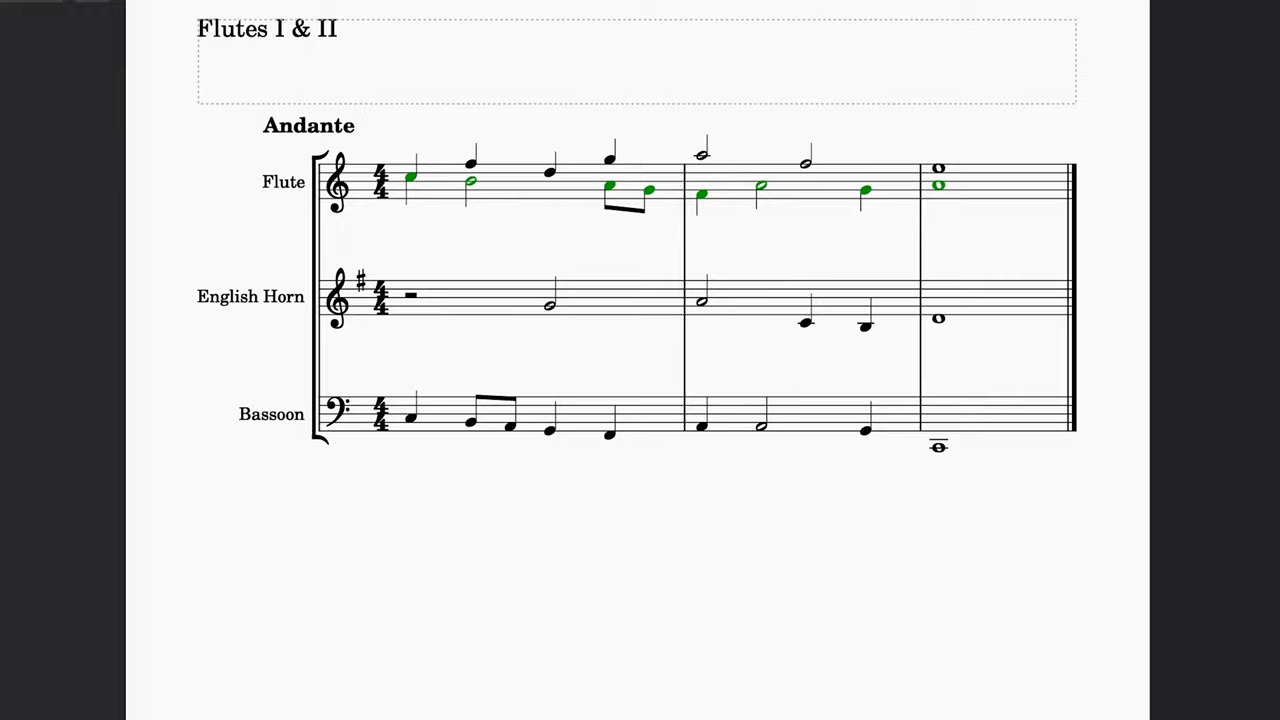 Flutes I & II
Andante
Flute
English Horn
Bassoon